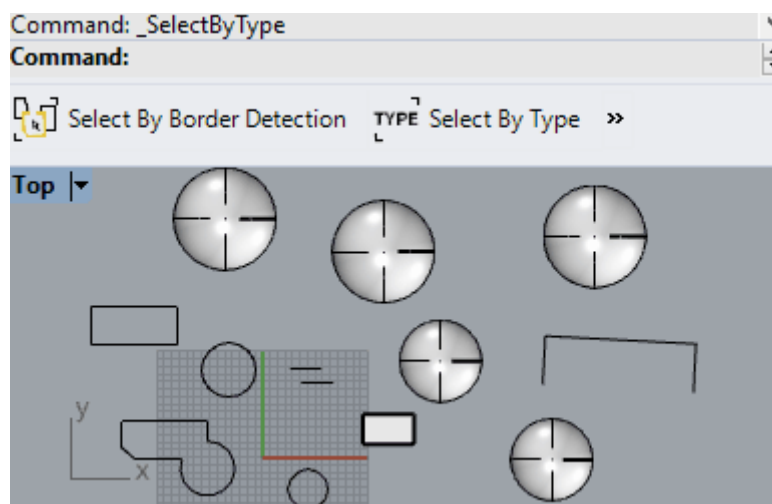 Command: _SelectByType
Command:
Select By Border Detection TYPE Select By Type »
Top
y
x